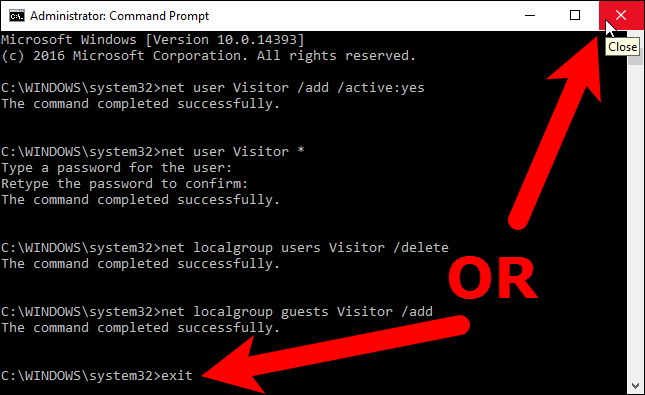 Administrator: Command Prompt
Close
Microsoft Windows [Version 10.0.14393]
(c) 2016 Microsoft Corporation. All rights reserved.
C:\WINDOWS\system32>net user Visitor /add /active:yes
The command completed successfully.
C:\WINDOWS\system32>net user Visitor *
Type a password for the user:
Retype the password to confirm:
The command completed successfully.
C:\WINDOWS\system32>net localgroup users Visitor /delete
The command completed successfully.
OR
C:\WINDOWS\system32>net localgroup guests Visitor /add
The command completed successfully.
C:\WINDOWS\system32>exit